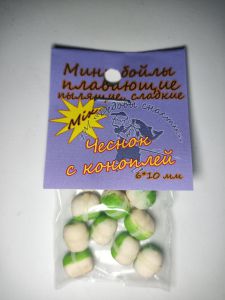 Мини бойлы
плавающие
пылящие, сладкие
Mix
Чеснок
с коноплей
6*10 мм